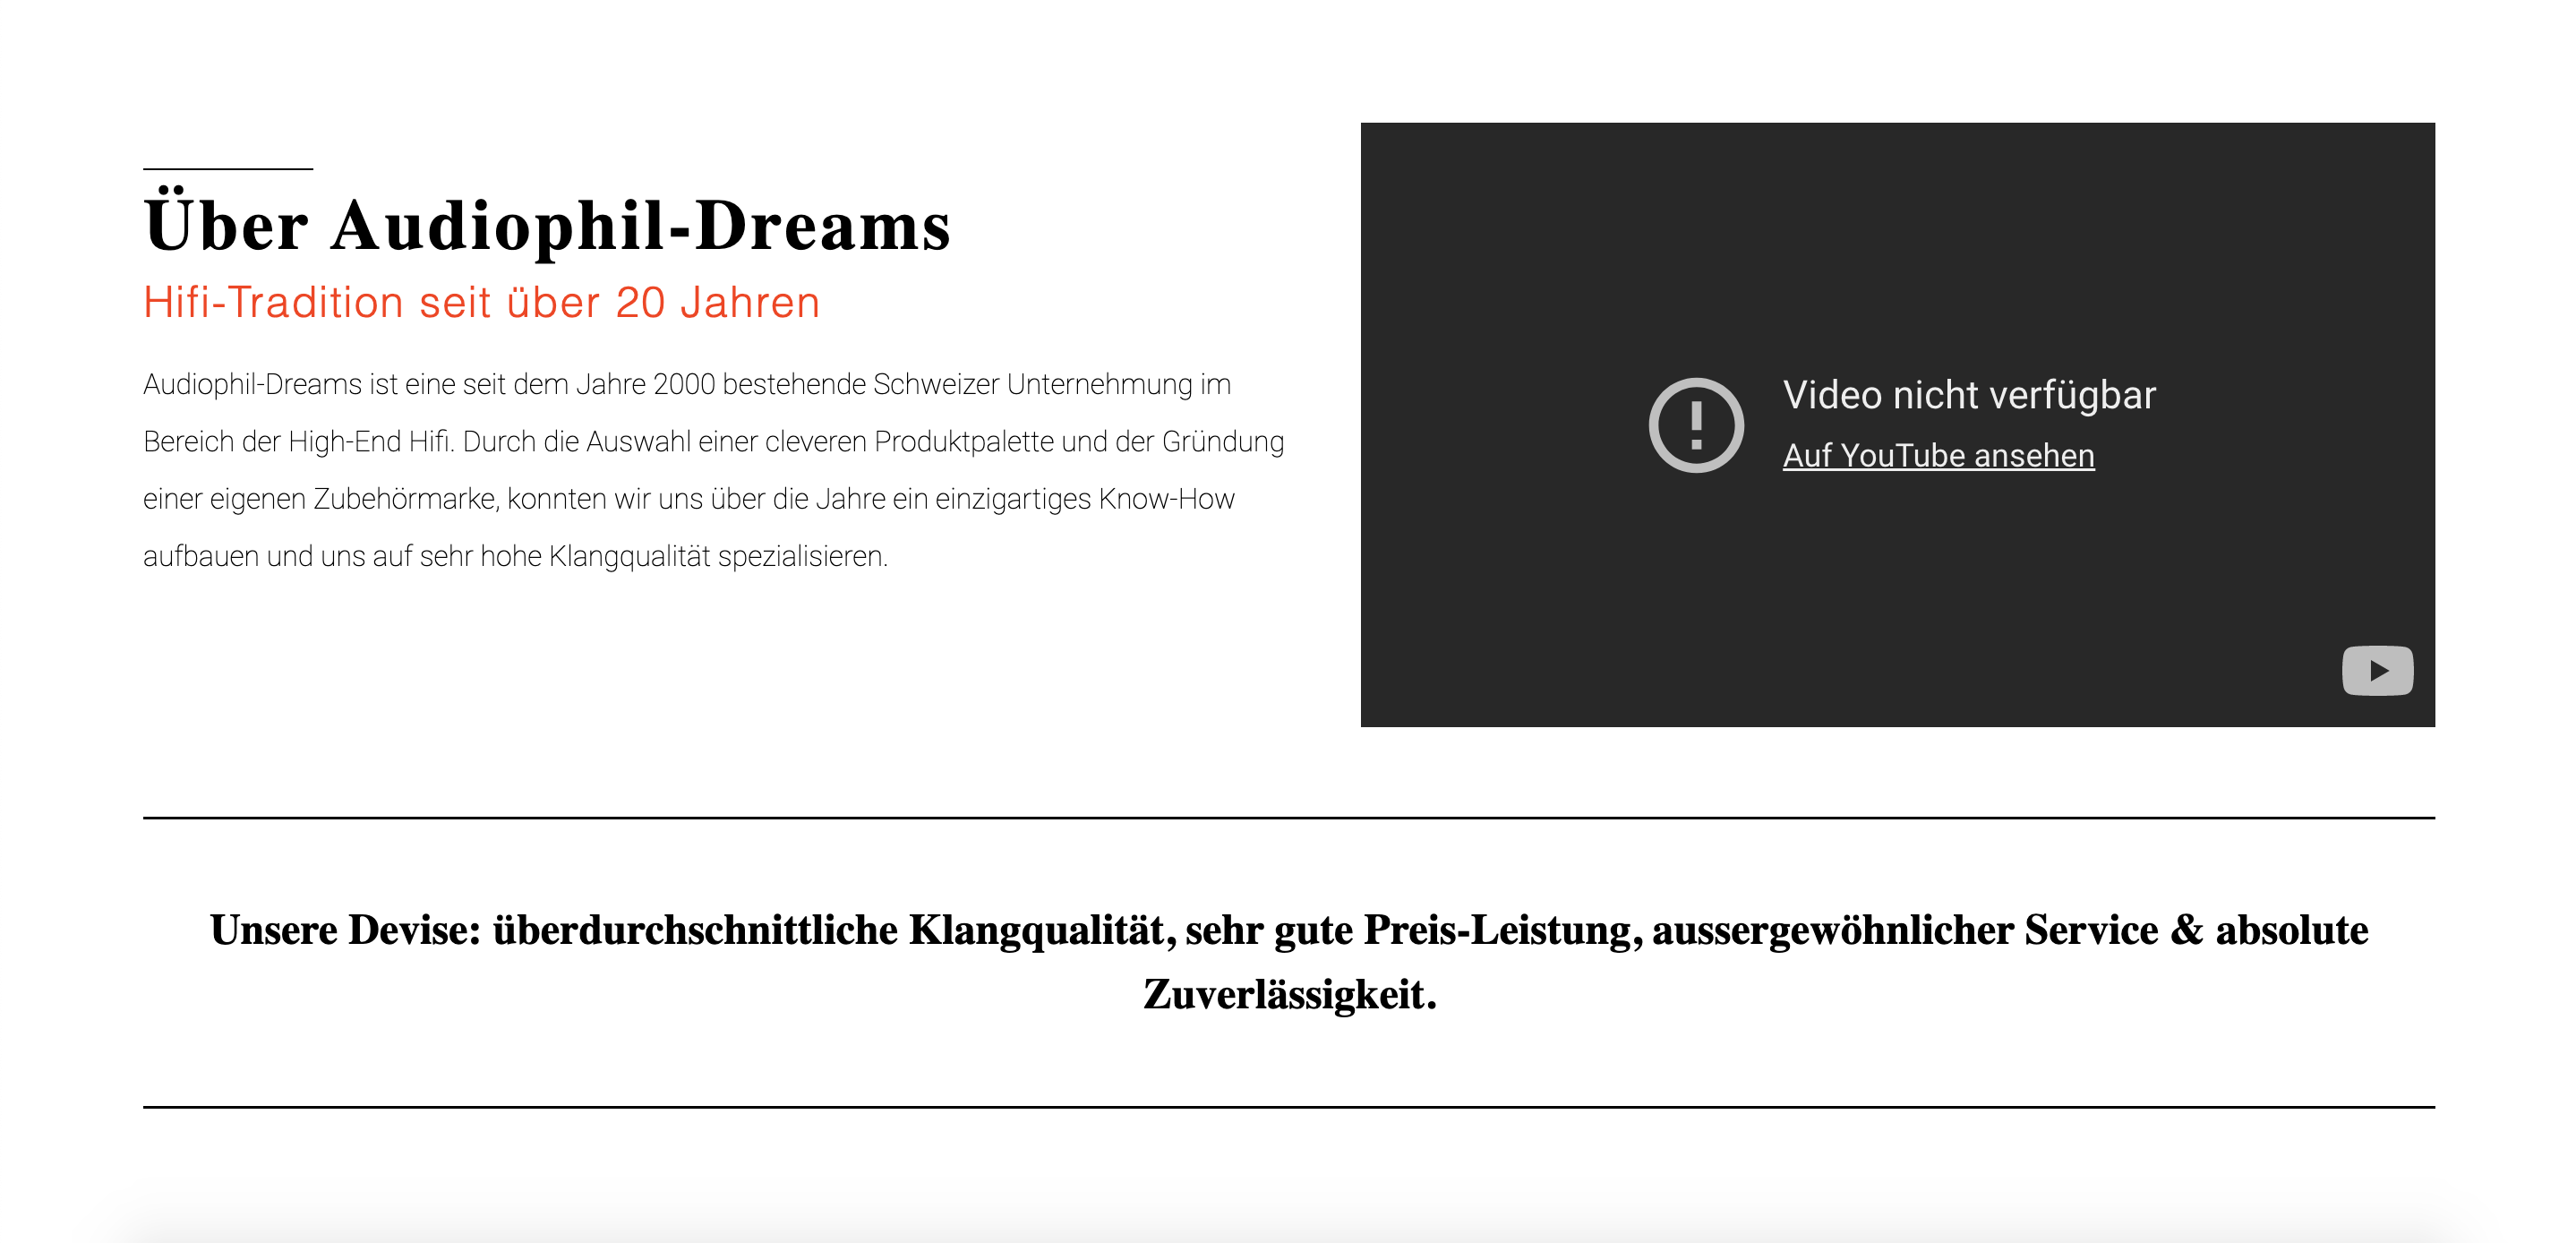 Über Audiophil-Dreams
Hifi-Tradition seit über 20 Jahren
Audiophil-Dreams ist eine seit dem Jahre 2000 bestehende Schweizer Unternehmung im
Bereich der High-End Hifi. Durch die Auswahl einer cleveren Produktpalette und der Gründung
einer eigenen Zubehörmarke, konnten wir uns über die Jahre ein einzigartiges Know-How
aufbauen und uns auf sehr hohe Klangqualität spezialisieren.
Video nicht verfügbar
Auf YouTube ansehen
Unsere Devise: überdurchschnittliche Klangqualität, sehr gute Preis-Leistung, aussergewöhnlicher Service & absolute
Zuverlässigkeit.